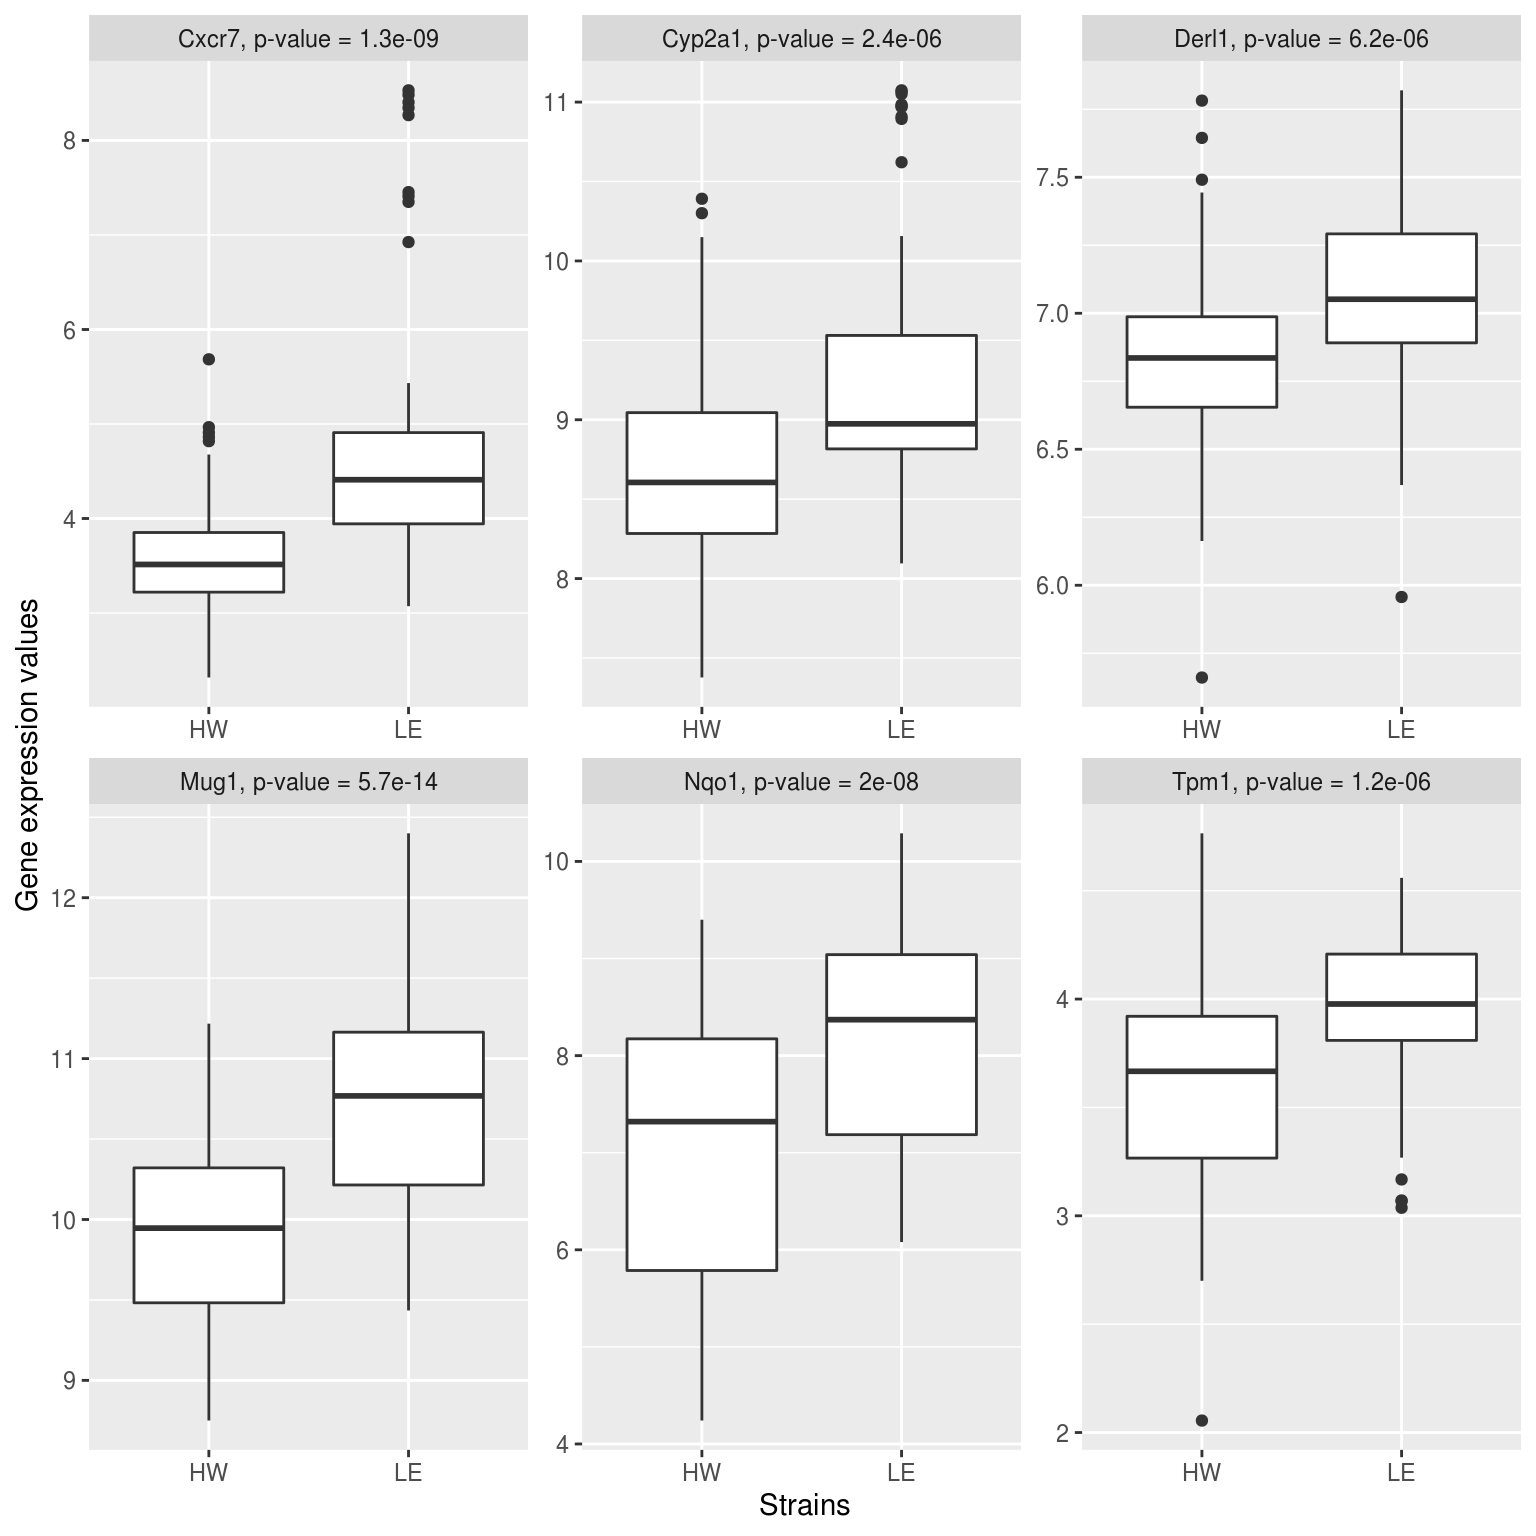 Cxcr7, p-value = 1.3e-09
Cyp2a1, p-value = 2.4e-06
Derl1, p-value = 6.2e-06
8
6
4
11
10
9
8
7.5
7.0
6.5
6.0
HW LE
HW LE
HW LE
Gene expression values
Mug1, p-value = 5.7e-14
Nqo1, p-value = 2e-08
Tpm1, p-value = 1.2e-06
12
11
10
9
10
8
6
4
4
3
2
HW LE
HW LE
HW LE
Strains